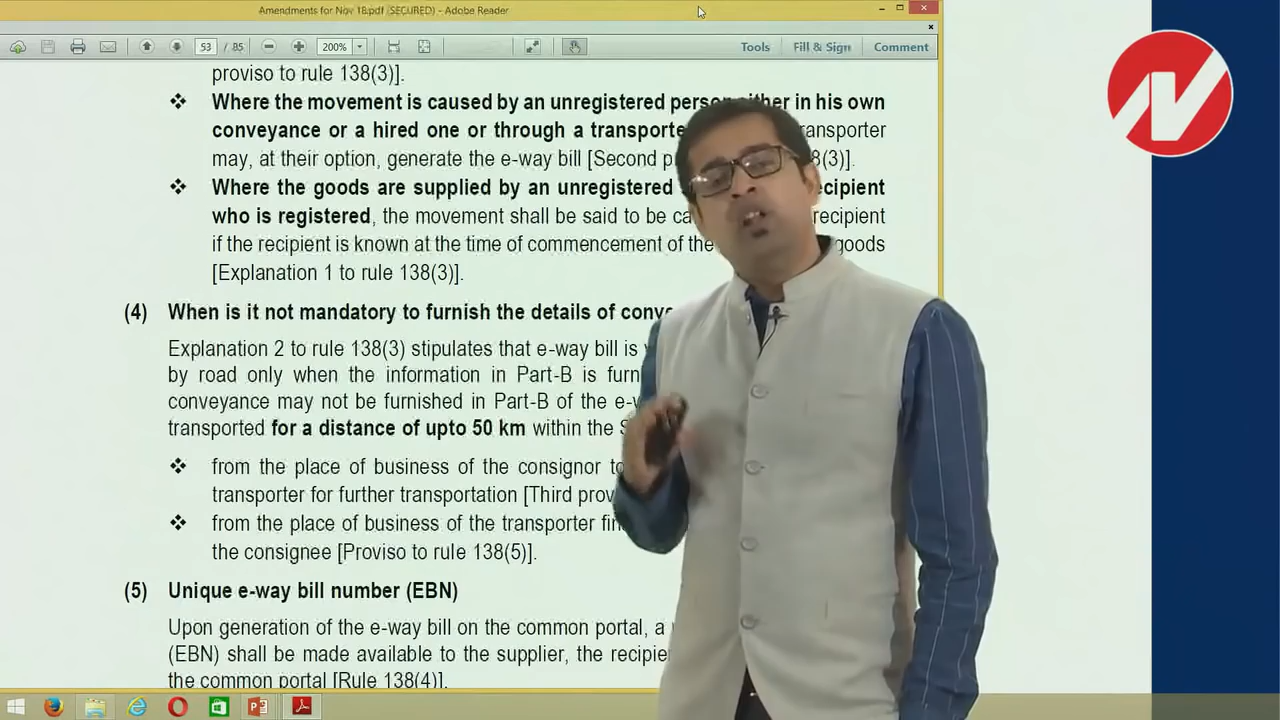 Amendments for Nov 18.pdf (SECURED) - Adobe Reader
53 / 85
200%
Tools
Fill & Sign
Comment
proviso to rule 138(3)].
❖ Where the movement is caused by an unregistered person either in his own
conveyance or a hired one or through a transporte ransporter
may, at their option, generate the e-way bill [Second p 8(3)].
❖ Where the goods are supplied by an unregistered ecipient
who is registered, the movement shall be said to be ca recipient
if the recipient is known at the time of commencement of the goods
[Explanation 1 to rule 138(3)].
(4) When is it not mandatory to furnish the details of conv
Explanation 2 to rule 138(3) stipulates that e-way bill is
by road only when the information in Part-B is furn
conveyance may not be furnished in Part-B of the e-w
transported for a distance of upto 50 km within the S
❖ from the place of business of the consignor to
transporter for further transportation [Third prov
❖ from the place of business of the transporter fin
the consignee [Proviso to rule 138(5)].
(5) Unique e-way bill number (EBN)
Upon generation of the e-way bill on the common portal, a
(EBN) shall be made available to the supplier, the recipie
the common portal [Rule 138(4)].